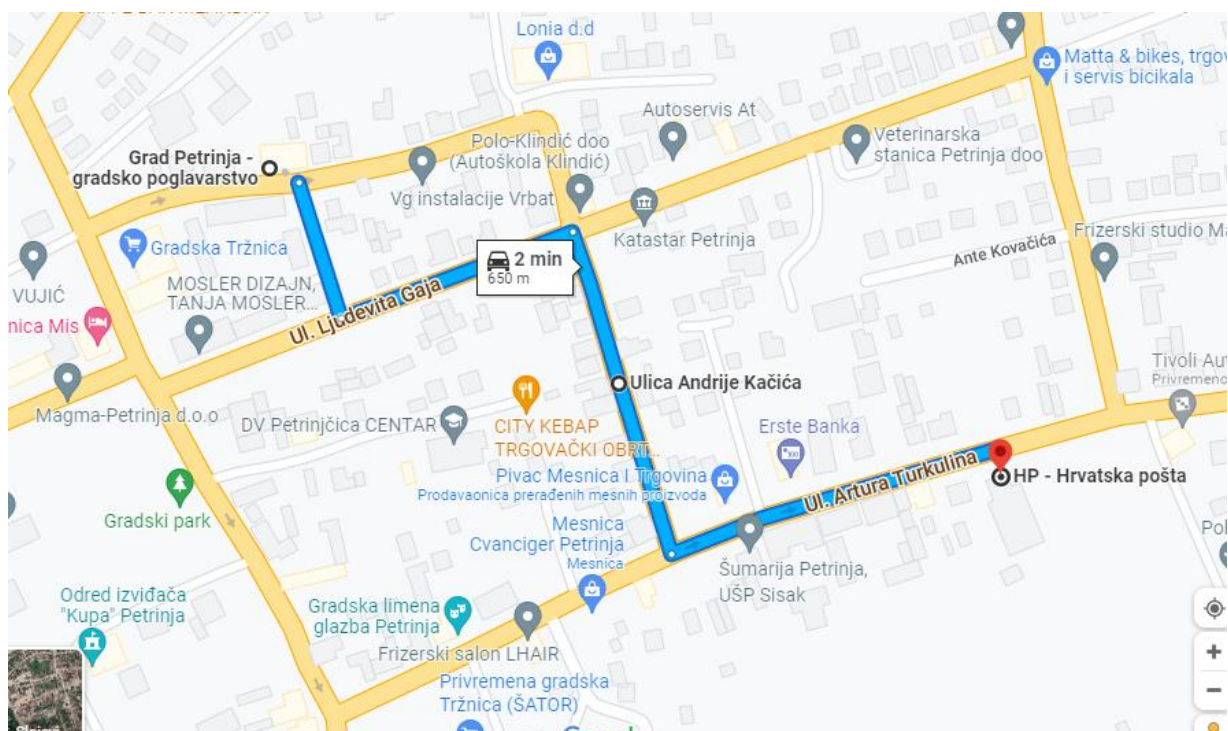 Lonia d.d
Matta & bikes, trgov
i servis bicikala
Autoservis At
Polo-Klindić doo
(Autoškola Klindić)
Veterinarska
stanica Petrinja doo
Grad Petrinja -
gradsko poglavarstvo
Vg instalacije Vrbat
Katastar Petrinja
Gradska Tržnica
2 min
650 m
Ante Kovačića
Frizerski studio Ma
VUJIĆ
MOSLER DIZAJN,
TANJA MOSLER...
Ul. Ljudevita Gaja
nica Mis
Tivoli Aut
Privremeno
Magma-Petrinja d.o.o
DV Petrinjčica CENTAR
Ulica Andrije Kačića
CITY KEBAP
TRGOVAČKI OBRT...
Erste Banka
Pivac Mesnica I Trgovina
Prodavaonica prerađenih mesnih proizvoda
Ul. Artura Turkulina
HP - Hrvatska pošta
Gradski park
Mesnica
Cvanciger Petrinja
Mesnica
Pol
Šumarija Petrinja,
UŠP Sisak
Odred izviđača
"Kupa" Petrinja
Gradska limena
glazba Petrinja
Frizerski salon LHAIR
Privremena gradska
Tržnica (ŠATOR)